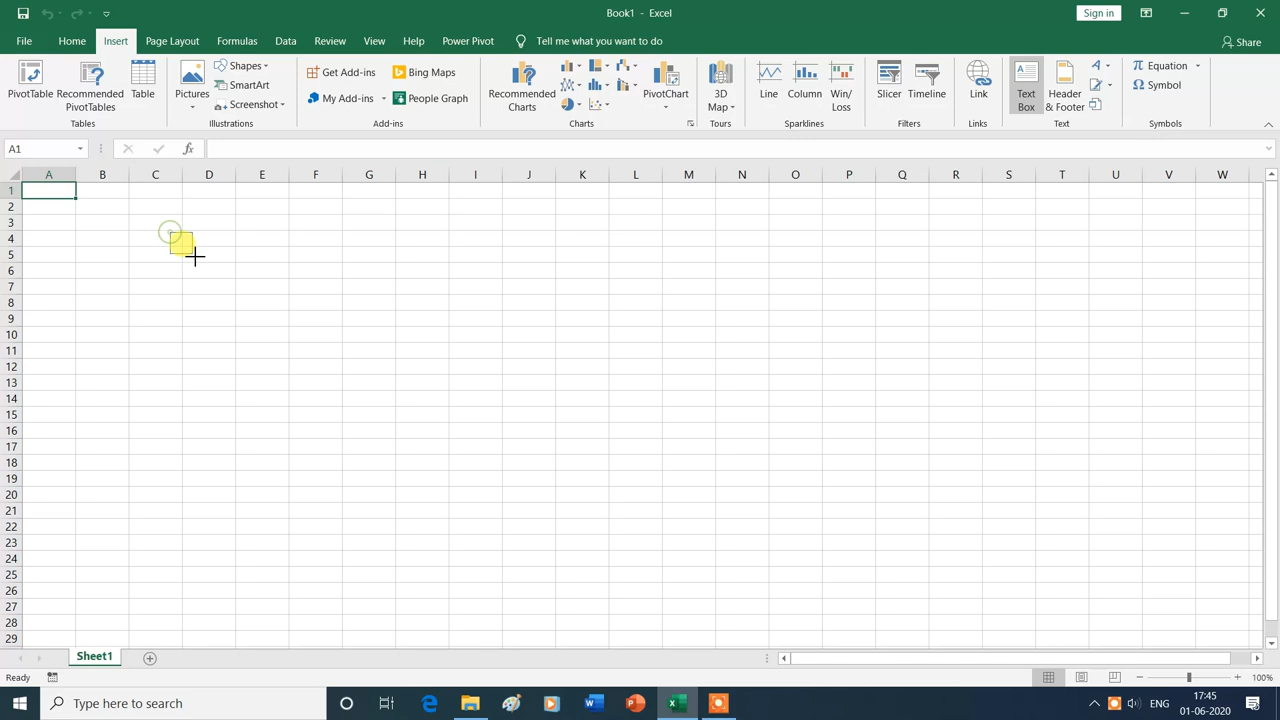 Book1 - Excel
Sign in
File Home Insert Page Layout Formulas Data Review View Help Power Pivot Tell me what you want to do Share
PivotTable
Recommended PivotTables
Table
Tables
Pictures
Shapes
SmartArt
Screenshot
Illustrations
Get Add-ins
My Add-ins
Bing Maps
People Graph
Add-ins
Recommended Charts
PivotChart
Charts
3D Map
Tours
Line
Column
Win/Loss
Sparklines
Slicer
Timeline
Filters
Link
Links
Text Box
Header & Footer
Text
Equation
Symbol
Symbols
A1
fx
A B C D E F G H I J K L M N O P Q R S T U V W
1
2
3
4
5
6
7
8
9
10
11
12
13
14
15
16
17
18
19
20
21
22
23
24
25
26
27
28
29
Sheet1
Ready
100%
Type here to search
ENG
17:45
01-06-2020